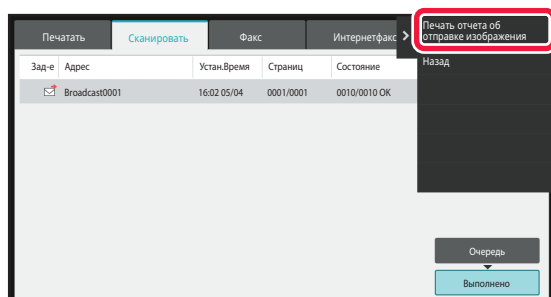 Печатать Сканировать Факс Интернетфакс
Печать отчета об
отправке изображения
Зад-е Адрес Устан.Время Страниц Состояние
Назад
Broadcast0001 16:02 05/04 0001/0001 0010/0010 OK
Очередь
Выполнено